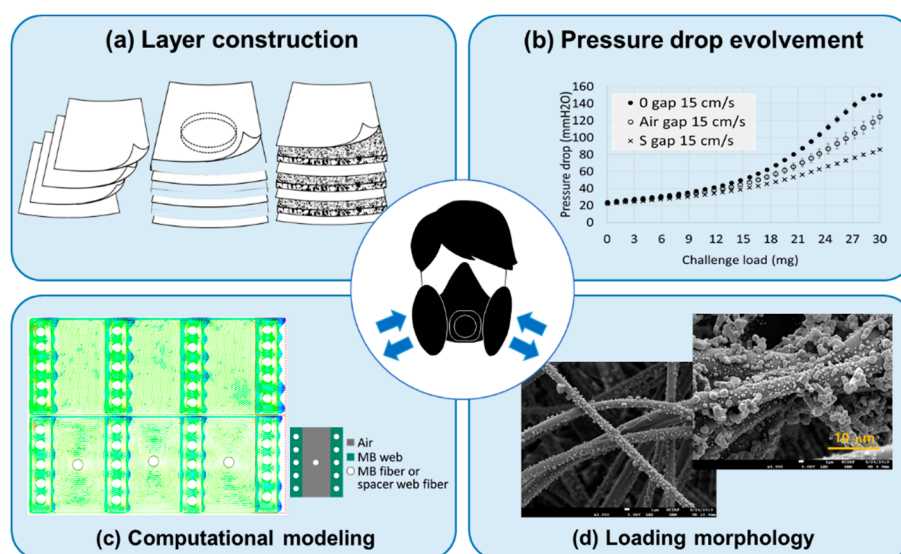 (a) Layer construction
(b) Pressure drop evolvement
Pressure drop (mmH2O)
160
140
120
100
80
60
40
20
0
0 gap 15 cm/s
Air gap 15 cm/s
S gap 15 cm/s
0 3 6 9 12 15 18 21 24 27 30
Challenge load (mg)
Air
MB web
MB fiber or
spacer web fiber
(c) Computational modeling
10 μm
(d) Loading morphology